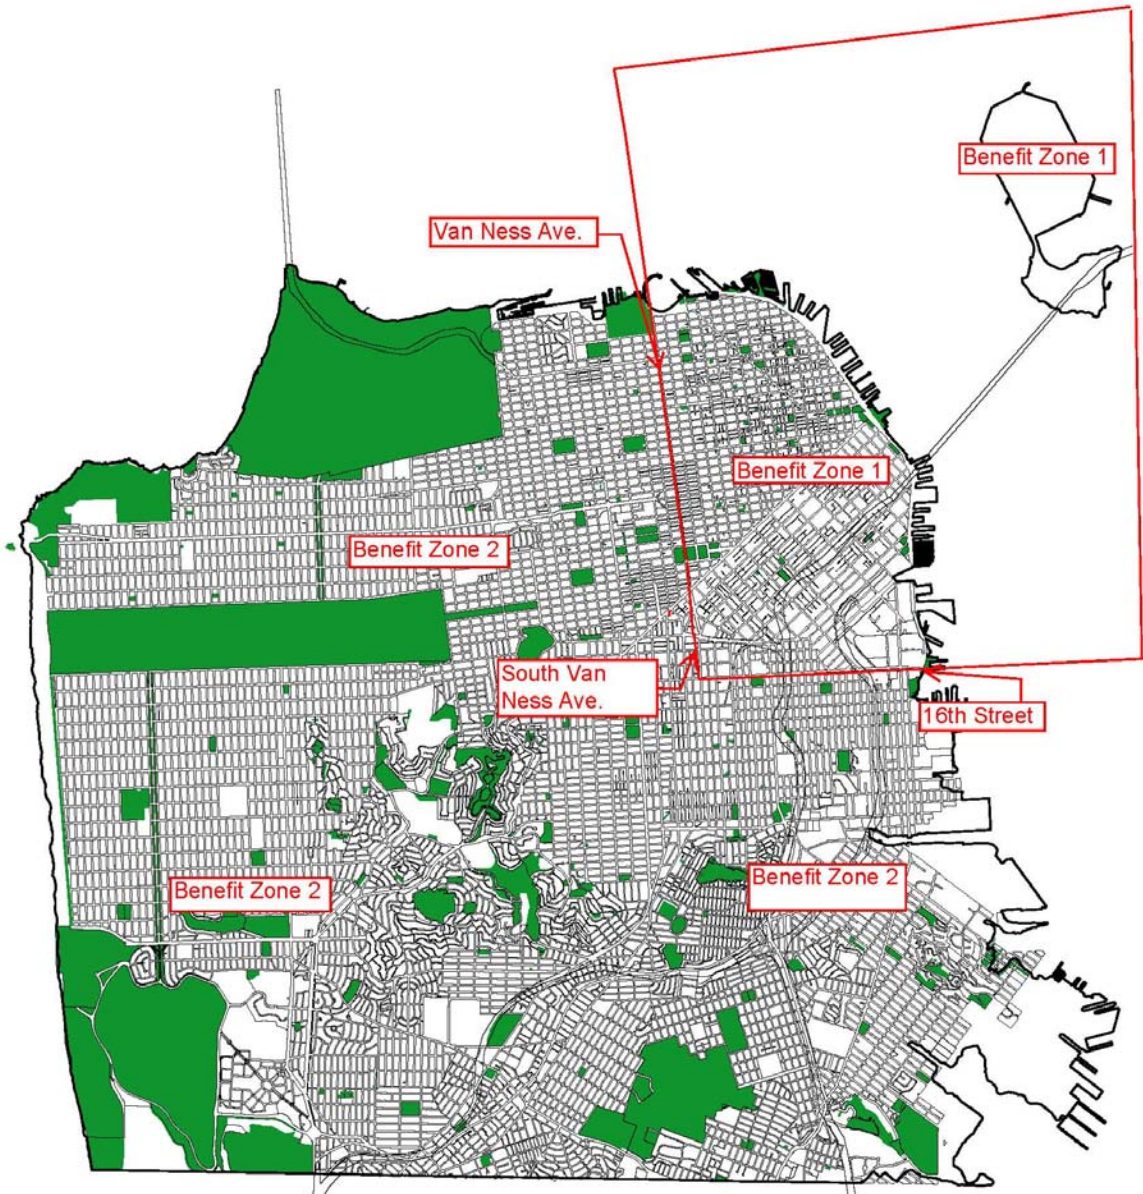 Benefit Zone 1
Van Ness Ave.
Benefit Zone 1
Benefit Zone 2
South Van
Ness Ave.
16th Street
Benefit Zone 2
Benefit Zone 2